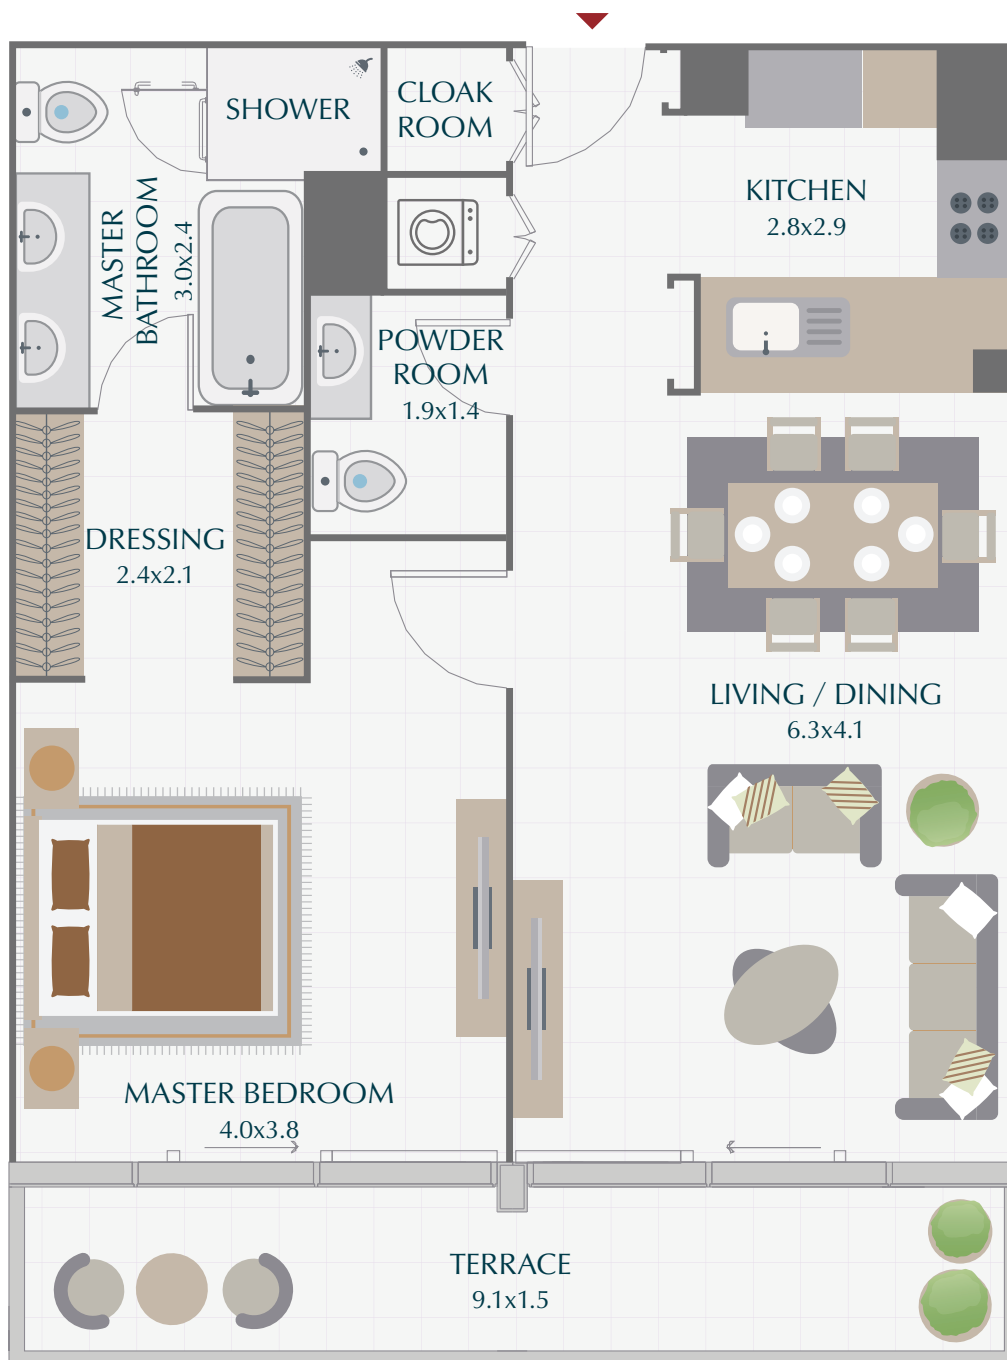 SHOWER
CLOAK
ROOM
KITCHEN
2.8x2.9
MASTER
BATHROOM
3.0x2.4
POWDER
ROOM
1.9x1.4
DRESSING
2.4x2.1
LIVING / DINING
6.3x4.1
MASTER BEDROOM
4.0x3.8
TERRACE
9.1x1.5